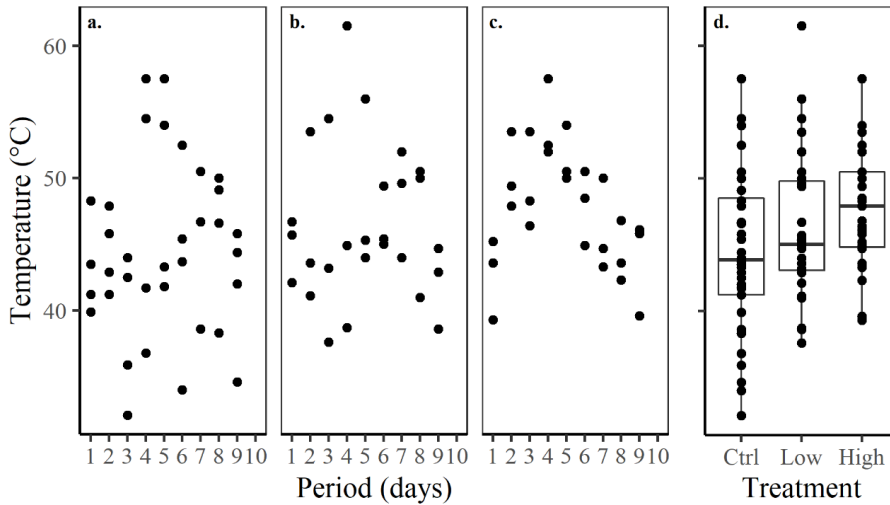 a.
b.
c.
d.
Temperature (°C)
60
50
40
1 2 3 4 5 6 7 8 9 10
1 2 3 4 5 6 7 8 9 10
1 2 3 4 5 6 7 8 9 10
Ctrl Low High
Period (days)
Treatment